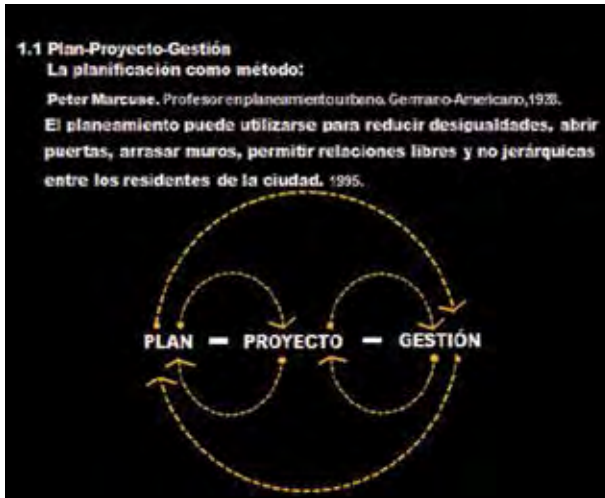 1.1 Plan-Proyecto-Gestión
La planificación como método:
Peter Marcuse. Profesor en planeamiento urbano. Germano-Americano, 1928.
El planeamiento puede utilizarse para reducir desigualdades, abrir
puertas, arrasar muros, permitir relaciones libres y no jerárquicas
entre los residentes de la ciudad. 1995.
PLAN - PROYECTO - GESTIÓN